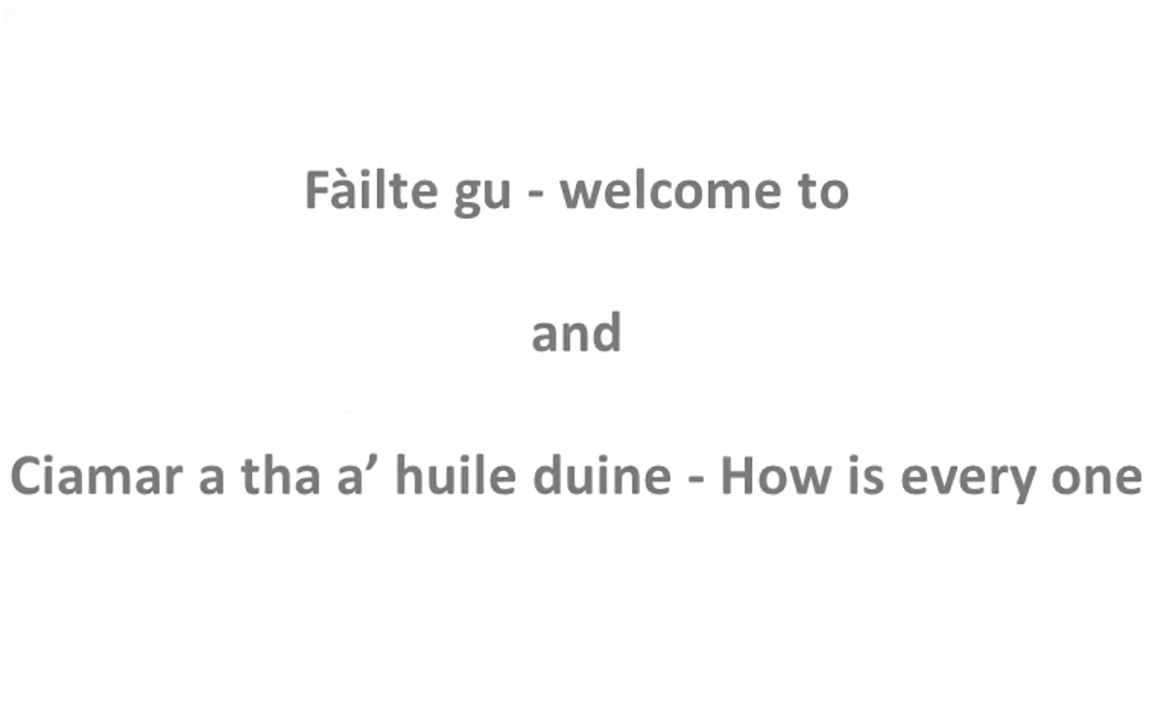 Fàilte gu - welcome to
and
Ciamar a tha a’ huile duine - How is every one